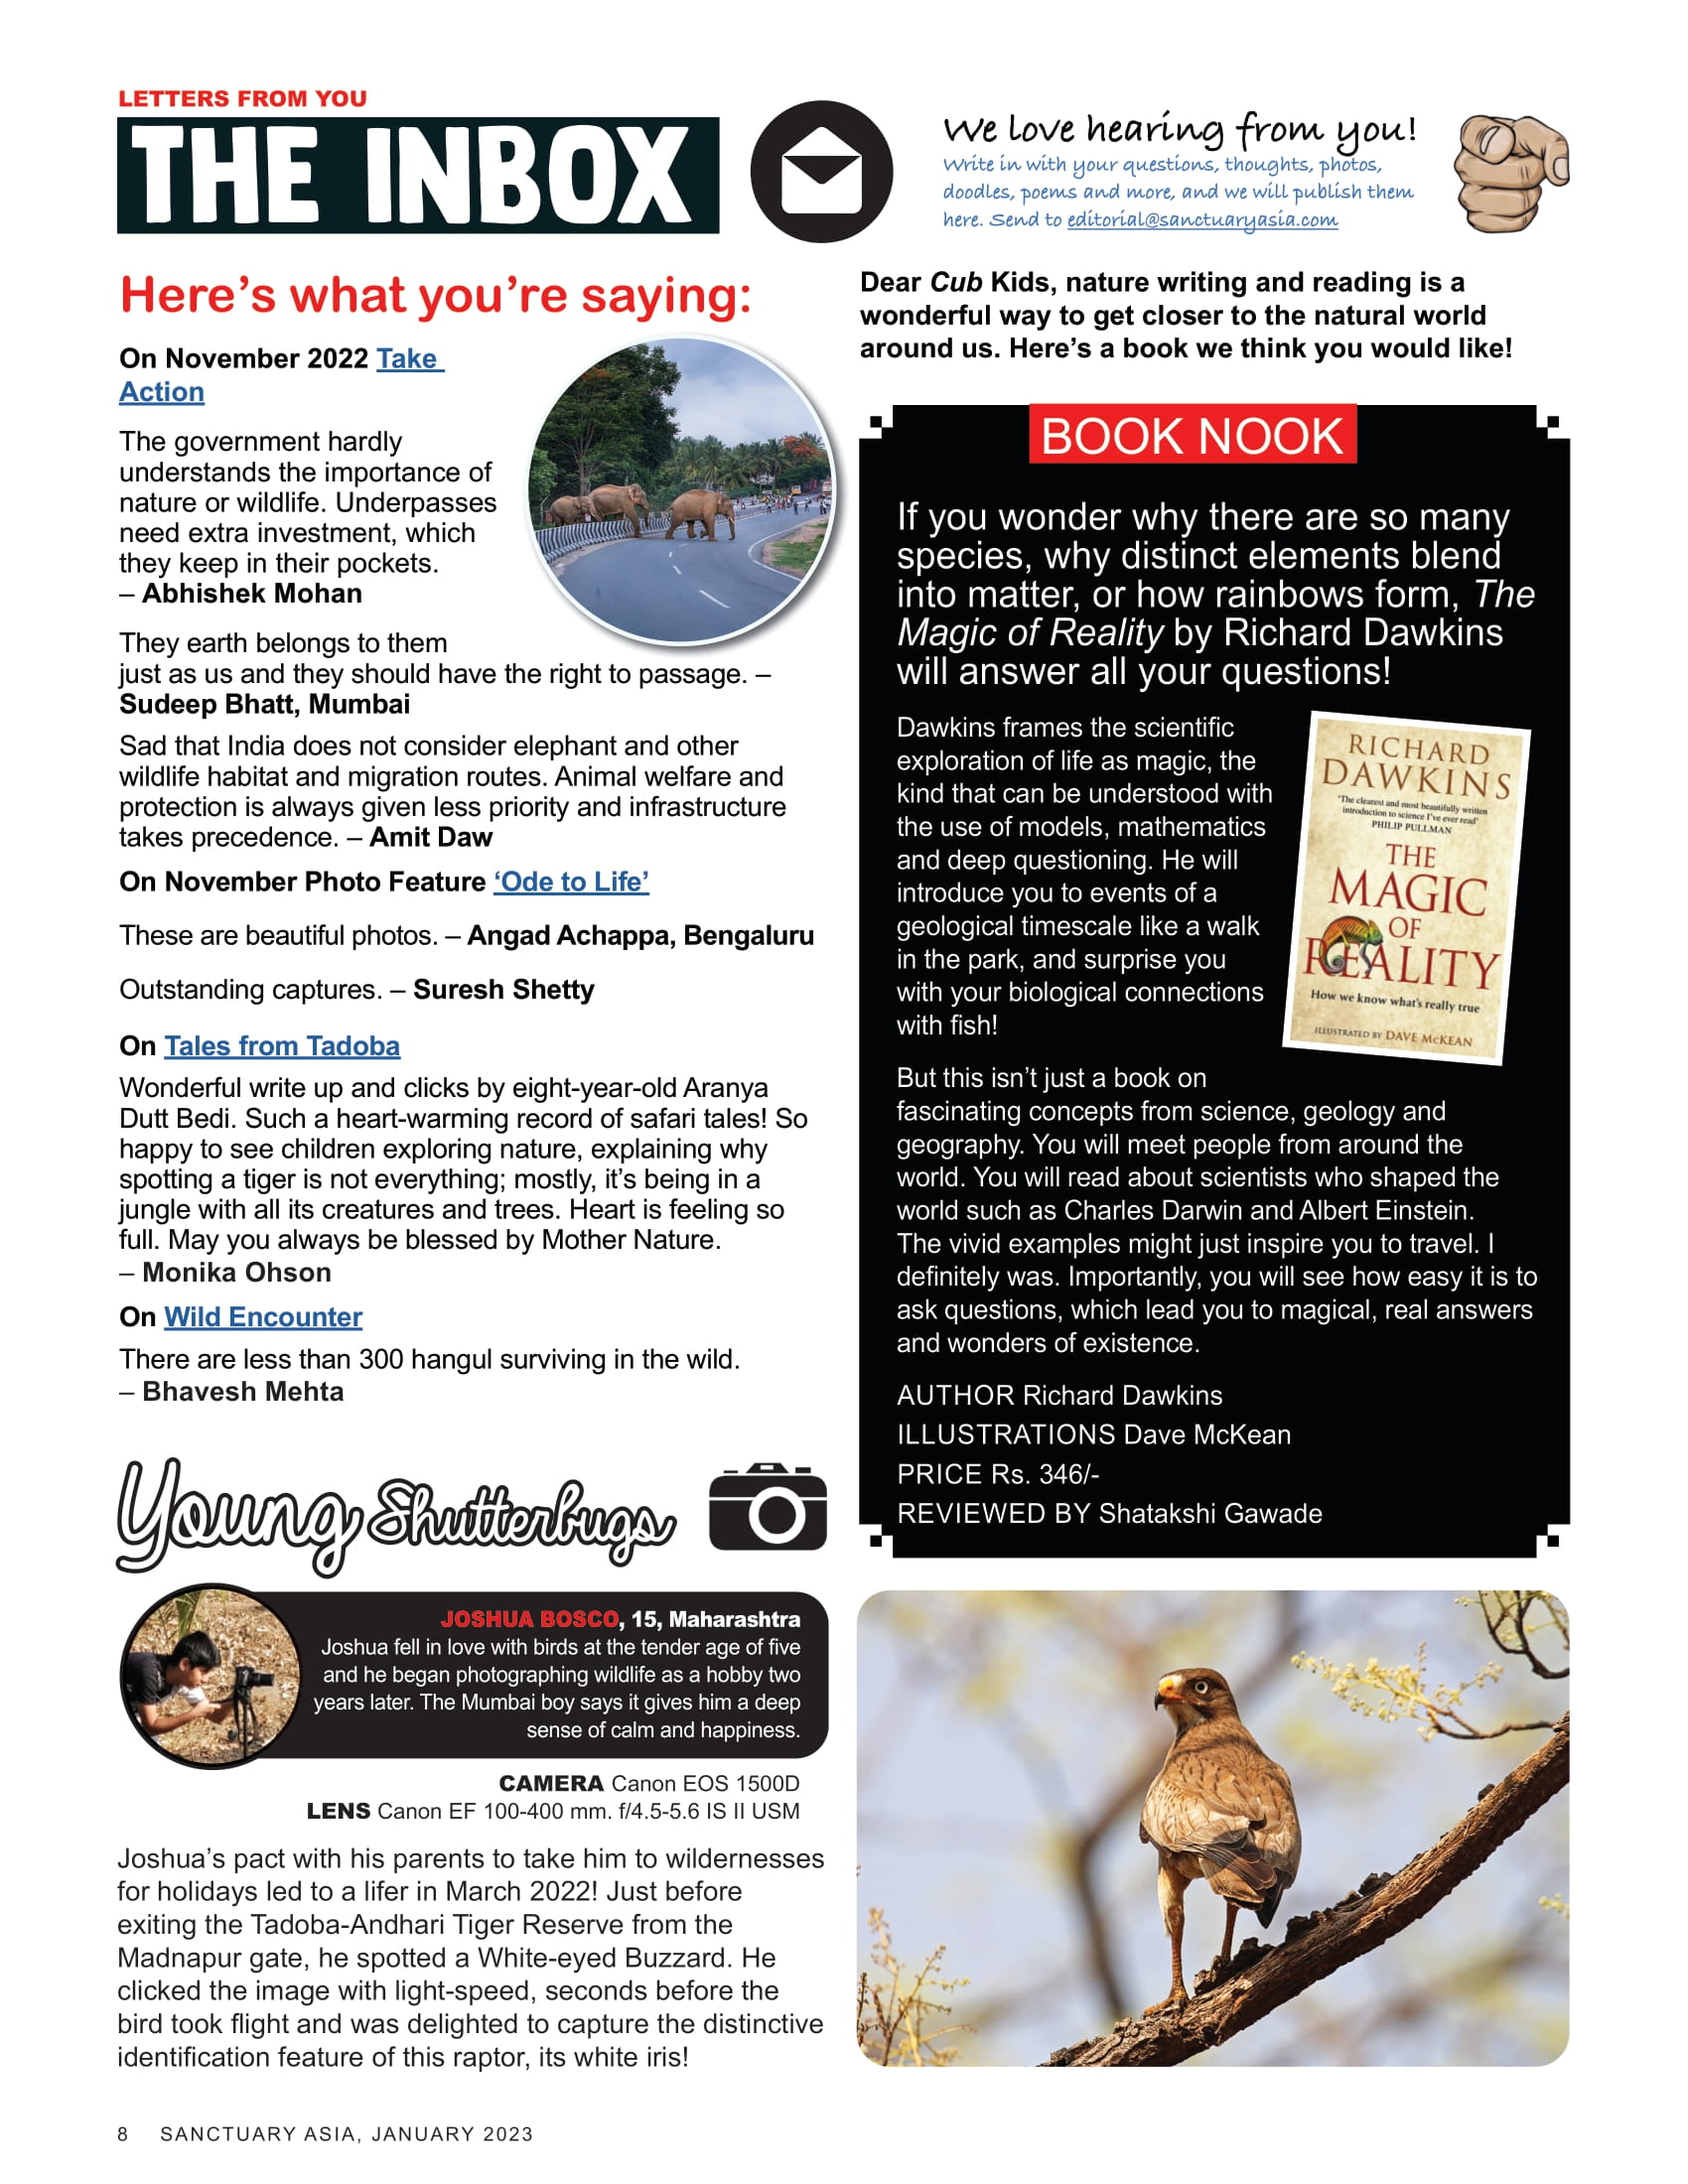 LETTERS FROM YOU
THE INBOX
We love hearing from you!
Write in with your questions, thoughts, photos,
doodles, poems and more, and we will publish them
here. Send to editorial@sanctuaryasia.com
Here's what you're saying:
On November 2022 Take
Action
The government hardly
understands the importance of
nature or wildlife. Underpasses
need extra investment, which
they keep in their pockets.
– Abhishek Mohan
They earth belongs to them
just as us and they should have the right to passage. –
Sudeep Bhatt, Mumbai
Sad that India does not consider elephant and other
wildlife habitat and migration routes. Animal welfare and
protection is always given less priority and infrastructure
takes precedence. – Amit Daw
On November Photo Feature ‘Ode to Life’
These are beautiful photos. – Angad Achappa, Bengaluru
Outstanding captures. – Suresh Shetty
On Tales from Tadoba
Wonderful write up and clicks by eight-year-old Aranya
Dutt Bedi. Such a heart-warming record of safari tales! So
happy to see children exploring nature, explaining why
spotting a tiger is not everything; mostly, it’s being in a
jungle with all its creatures and trees. Heart is feeling so
full. May you always be blessed by Mother Nature.
– Monika Ohson
On Wild Encounter
There are less than 300 hangul surviving in the wild.
– Bhavesh Mehta
Young Shutterbugs
JOSHUA BOSCO, 15, Maharashtra
Joshua fell in love with birds at the tender age of five
and he began photographing wildlife as a hobby two
years later. The Mumbai boy says it gives him a deep
sense of calm and happiness.
CAMERA Canon EOS 1500D
LENS Canon EF 100-400 mm. f/4.5-5.6 IS II USM
Joshua’s pact with his parents to take him to wildernesses
for holidays led to a lifer in March 2022! Just before
exiting the Tadoba-Andhari Tiger Reserve from the
Madnapur gate, he spotted a White-eyed Buzzard. He
clicked the image with light-speed, seconds before the
bird took flight and was delighted to capture the distinctive
identification feature of this raptor, its white iris!
Dear Cub Kids, nature writing and reading is a
wonderful way to get closer to the natural world
around us. Here’s a book we think you would like!
BOOK NOOK
If you wonder why there are so many
species, why distinct elements blend
into matter, or how rainbows form, The
Magic of Reality by Richard Dawkins
will answer all your questions!
Dawkins frames the scientific
exploration of life as magic, the
kind that can be understood with
the use of models, mathematics
and deep questioning. He will
introduce you to events of a
geological timescale like a walk
in the park, and surprise you
with your biological connections
with fish!
RICHARD
DAWKINS
‘The clearest and most beautifully written
introduction to science I’ve ever read’
PHILIP PULLMAN
THE
MAGIC
OF
REALITY
How we know what’s really true
ILLUSTRATED BY DAVE McKEAN
But this isn’t just a book on
fascinating concepts from science, geology and
geography. You will meet people from around the
world. You will read about scientists who shaped the
world such as Charles Darwin and Albert Einstein.
The vivid examples might just inspire you to travel. I
definitely was. Importantly, you will see how easy it is to
ask questions, which lead you to magical, real answers
and wonders of existence.
AUTHOR Richard Dawkins
ILLUSTRATIONS Dave McKean
PRICE Rs. 346/-
REVIEWED BY Shatakshi Gawade
8 SANCTUARY ASIA, JANUARY 2023